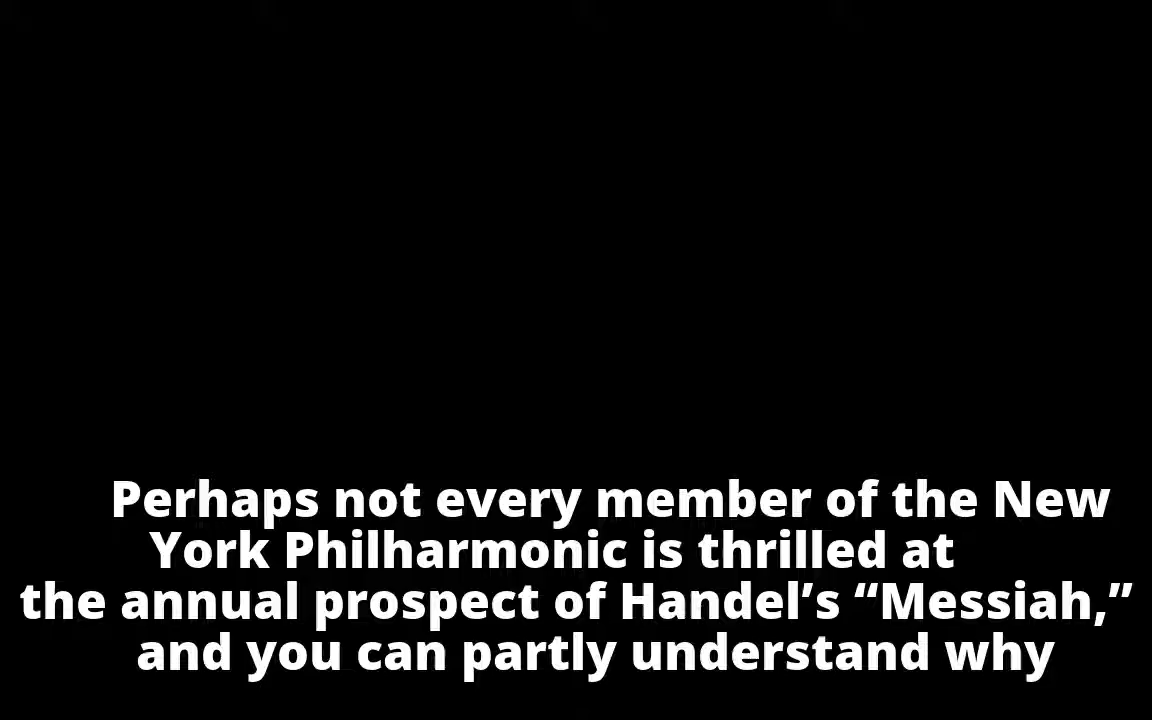 Perhaps not every member of the New
York Philharmonic is thrilled at
the annual prospect of Handel’s “Messiah,”
and you can partly understand why